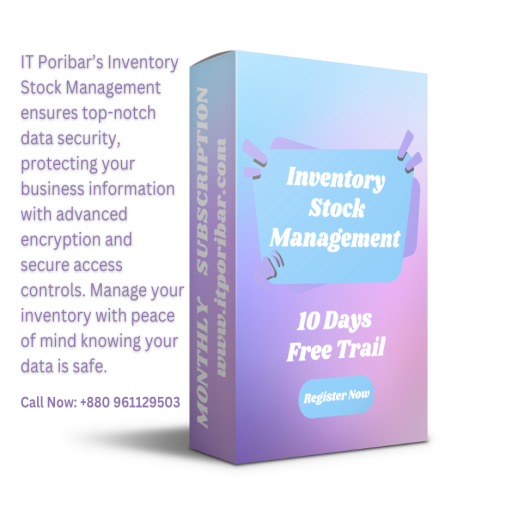 IT Poribar's Inventory
Stock Management
ensures top-notch
data security,
protecting your
business information
with advanced
encryption and
secure access
controls. Manage your
inventory with peace
of mind knowing your
data is safe.
Call Now: +880 961129503
MONTHLY SUBSCRIPTION
www.itporibar.com
Inventory
Stock
Management
10 Days
Free Trail
Register Now